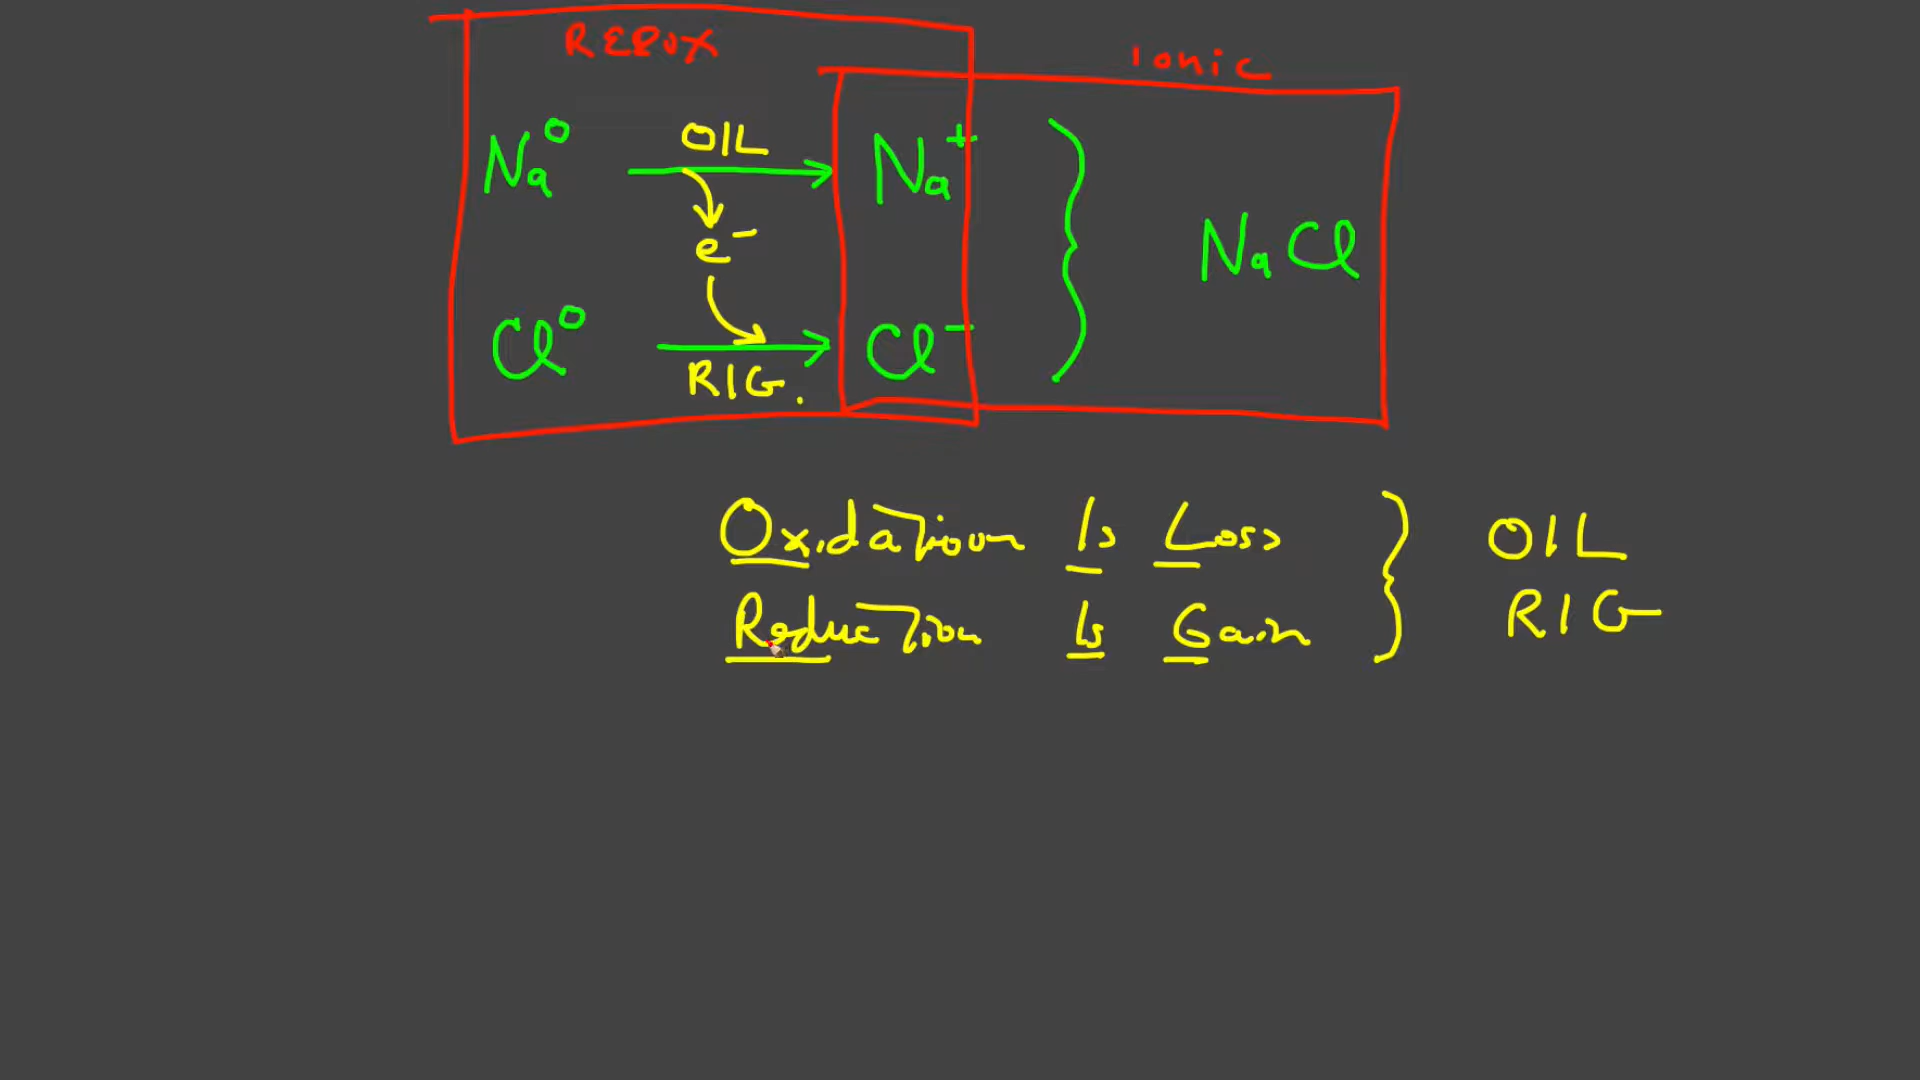 REDOX
Ionic
Na⁰ OIL Na⁺
e⁻
NaCl
Cl⁰ RIG. Cl⁻
Oxidation Is Loss OIL
Reduction Is Gain RIG